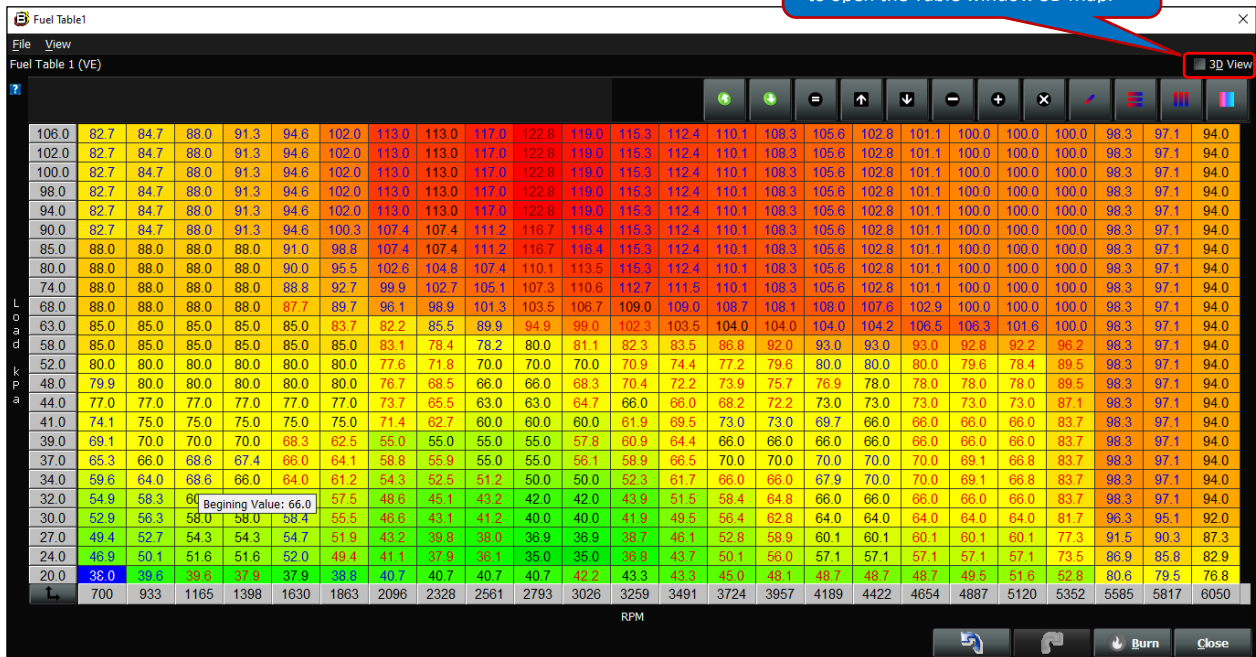 to open the Table window 3D map.
Fuel Table1
File View
Fuel Table 1 (VE) 3D View
106.0 82.7 84.7 88.0 91.3 94.6 102.0 113.0 113.0 117.0 122.8 119.0 115.3 112.4 110.1 108.3 105.6 102.8 101.1 100.0 100.0 100.0 98.3 97.1 94.0
102.0 82.7 84.7 88.0 91.3 94.6 102.0 113.0 113.0 117.0 122.8 119.0 115.3 112.4 110.1 108.3 105.6 102.8 101.1 100.0 100.0 100.0 98.3 97.1 94.0
100.0 82.7 84.7 88.0 91.3 94.6 102.0 113.0 113.0 117.0 122.8 119.0 115.3 112.4 110.1 108.3 105.6 102.8 101.1 100.0 100.0 100.0 98.3 97.1 94.0
98.0 82.7 84.7 88.0 91.3 94.6 102.0 113.0 113.0 117.0 122.8 119.0 115.3 112.4 110.1 108.3 105.6 102.8 101.1 100.0 100.0 100.0 98.3 97.1 94.0
94.0 82.7 84.7 88.0 91.3 94.6 102.0 113.0 113.0 117.0 122.8 119.0 115.3 112.4 110.1 108.3 105.6 102.8 101.1 100.0 100.0 100.0 98.3 97.1 94.0
90.0 82.7 84.7 88.0 91.3 94.6 100.3 107.4 107.4 111.2 116.7 116.4 115.3 112.4 110.1 108.3 105.6 102.8 101.1 100.0 100.0 100.0 98.3 97.1 94.0
85.0 88.0 88.0 88.0 88.0 91.0 98.8 107.4 107.4 111.2 116.7 116.4 115.3 112.4 110.1 108.3 105.6 102.8 101.1 100.0 100.0 100.0 98.3 97.1 94.0
80.0 88.0 88.0 88.0 88.0 90.0 95.5 102.6 104.8 107.4 110.1 113.5 115.3 112.4 110.1 108.3 105.6 102.8 101.1 100.0 100.0 100.0 98.3 97.1 94.0
74.0 88.0 88.0 88.0 88.0 88.8 92.7 99.9 102.7 105.1 107.3 110.6 112.7 111.5 110.1 108.3 105.6 102.8 101.1 100.0 100.0 100.0 98.3 97.1 94.0
68.0 88.0 88.0 88.0 88.0 87.7 89.7 96.1 98.9 101.3 103.5 106.7 109.0 109.0 108.7 108.1 108.0 107.6 102.9 100.0 100.0 100.0 98.3 97.1 94.0
63.0 85.0 85.0 85.0 85.0 85.0 83.7 82.2 85.5 89.9 94.9 99.0 102.3 103.5 104.0 104.0 104.0 104.2 106.5 106.3 101.6 100.0 98.3 97.1 94.0
58.0 85.0 85.0 85.0 85.0 85.0 85.0 83.1 78.4 78.2 80.0 81.1 82.3 83.5 86.8 92.0 93.0 93.0 93.0 92.8 92.2 96.2 98.3 97.1 94.0
52.0 80.0 80.0 80.0 80.0 80.0 80.0 77.6 71.8 70.0 70.0 70.0 70.9 74.4 77.2 79.6 80.0 80.0 80.0 79.6 78.4 89.5 98.3 97.1 94.0
48.0 79.9 80.0 80.0 80.0 80.0 80.0 76.7 68.5 66.0 66.0 68.3 70.4 72.2 73.9 75.7 76.9 78.0 78.0 78.0 78.0 89.5 98.3 97.1 94.0
44.0 77.0 77.0 77.0 77.0 77.0 77.0 73.7 65.5 63.0 63.0 64.7 66.0 66.0 68.2 72.2 73.0 73.0 73.0 73.0 73.0 87.1 98.3 97.1 94.0
41.0 74.1 75.0 75.0 75.0 75.0 75.0 71.4 62.7 60.0 60.0 60.0 61.9 69.5 73.0 73.0 69.7 66.0 66.0 66.0 66.0 83.7 98.3 97.1 94.0
39.0 69.1 70.0 70.0 70.0 68.3 62.5 55.0 55.0 55.0 55.0 57.8 60.9 64.4 66.0 66.0 66.0 66.0 66.0 66.0 66.0 83.7 98.3 97.1 94.0
37.0 65.3 66.0 68.6 67.4 66.0 64.1 58.8 55.9 55.0 55.0 56.1 58.9 66.5 70.0 70.0 70.0 70.0 70.0 69.1 66.8 83.7 98.3 97.1 94.0
34.0 59.6 64.0 68.6 66.0 64.0 61.2 54.3 52.5 51.2 50.0 50.0 52.3 61.7 66.0 66.0 67.9 70.0 70.0 69.1 66.8 83.7 98.3 97.1 94.0
32.0 54.9 58.3 60 Begining Value: 66.0 57.5 48.6 45.1 43.2 42.0 42.0 43.9 51.5 58.4 64.8 66.0 66.0 66.0 66.0 66.0 83.7 98.3 97.1 94.0
30.0 52.9 56.3 58.0 58.0 58.4 55.5 46.6 43.1 41.2 40.0 40.0 41.9 49.5 56.4 62.8 64.0 64.0 64.0 64.0 64.0 81.7 96.3 95.1 92.0
27.0 49.4 52.7 54.3 54.3 54.7 51.9 43.2 39.8 38.0 36.9 36.9 38.7 46.1 52.8 58.9 60.1 60.1 60.1 60.1 60.1 77.3 91.5 90.3 87.3
24.0 46.9 50.1 51.6 51.6 52.0 49.4 41.1 37.9 36.1 35.0 35.0 36.8 43.7 50.1 56.0 57.1 57.1 57.1 57.1 57.1 73.5 86.9 85.8 82.9
20.0 38.0 39.6 39.6 37.9 37.9 38.8 40.7 40.7 40.7 40.7 42.2 43.3 43.3 45.0 48.1 48.7 48.7 48.7 49.5 51.6 52.8 80.6 79.5 76.8
700 933 1165 1398 1630 1863 2096 2328 2561 2793 3026 3259 3491 3724 3957 4189 4422 4654 4887 5120 5352 5585 5817 6050
Load kPa
RPM
Burn Close